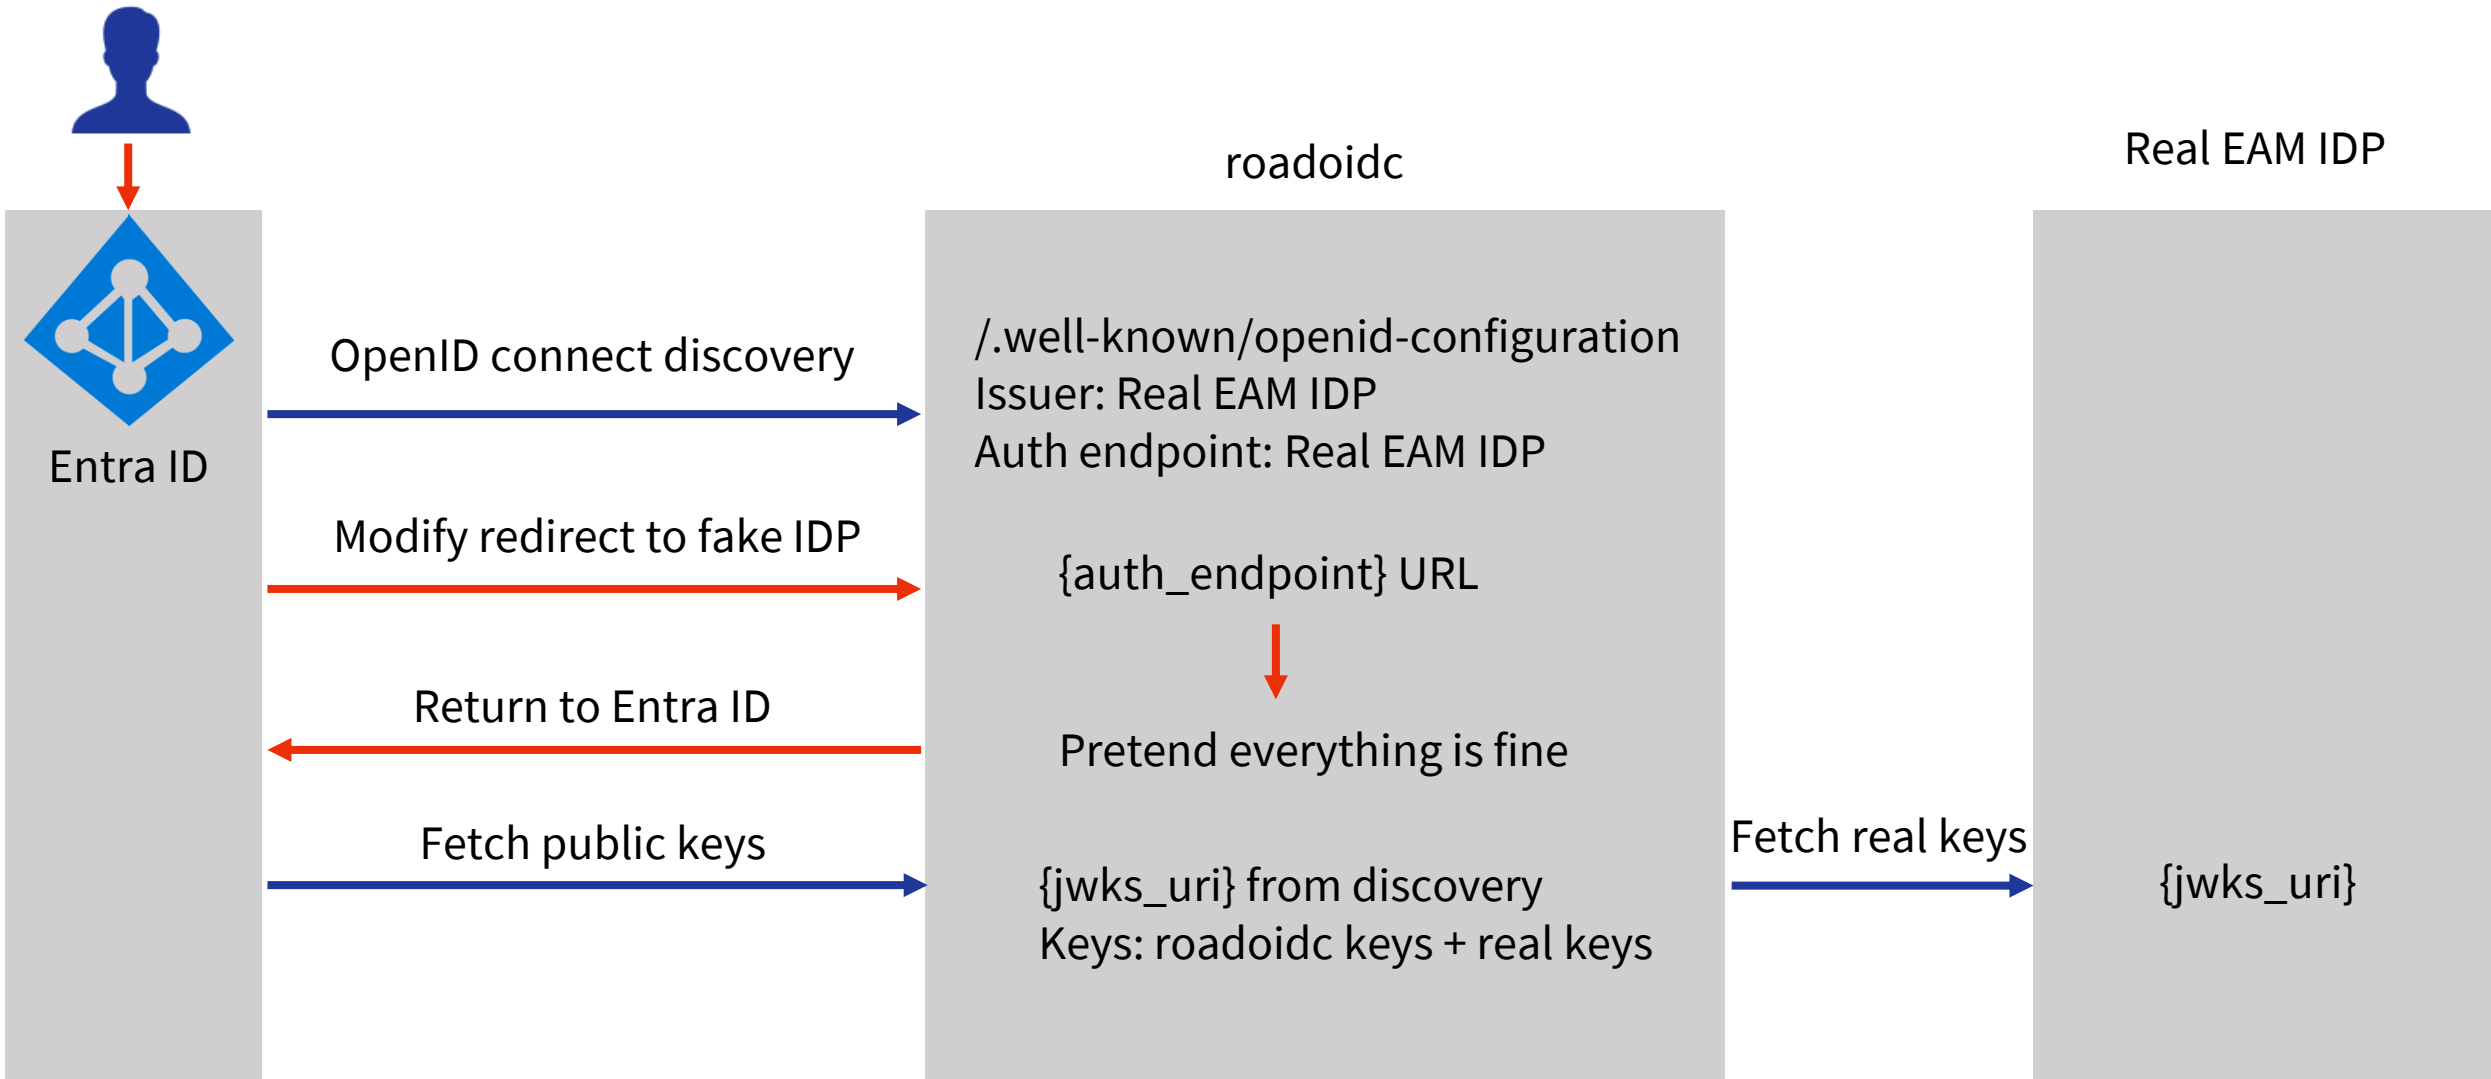 roadoidc
Real EAM IDP
Entra ID
OpenID connect discovery
/.well-known/openid-configuration
Issuer: Real EAM IDP
Auth endpoint: Real EAM IDP
Modify redirect to fake IDP
{auth_endpoint} URL
Return to Entra ID
Pretend everything is fine
Fetch public keys
{jwks_uri} from discovery
Keys: roadoidc keys + real keys
Fetch real keys
{jwks_uri}